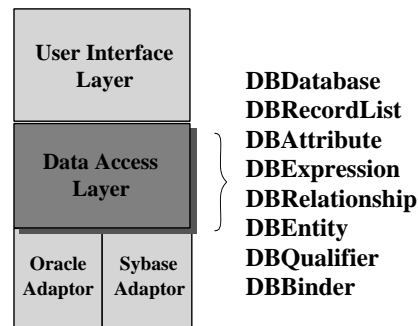 User Interface
Layer
Data Access
Layer
Oracle
Adaptor
Sybase
Adaptor
DBDatabase
DBRecordList
DBAttribute
DBExpression
DBRelationship
DBEntity
DBQualifier
DBBinder